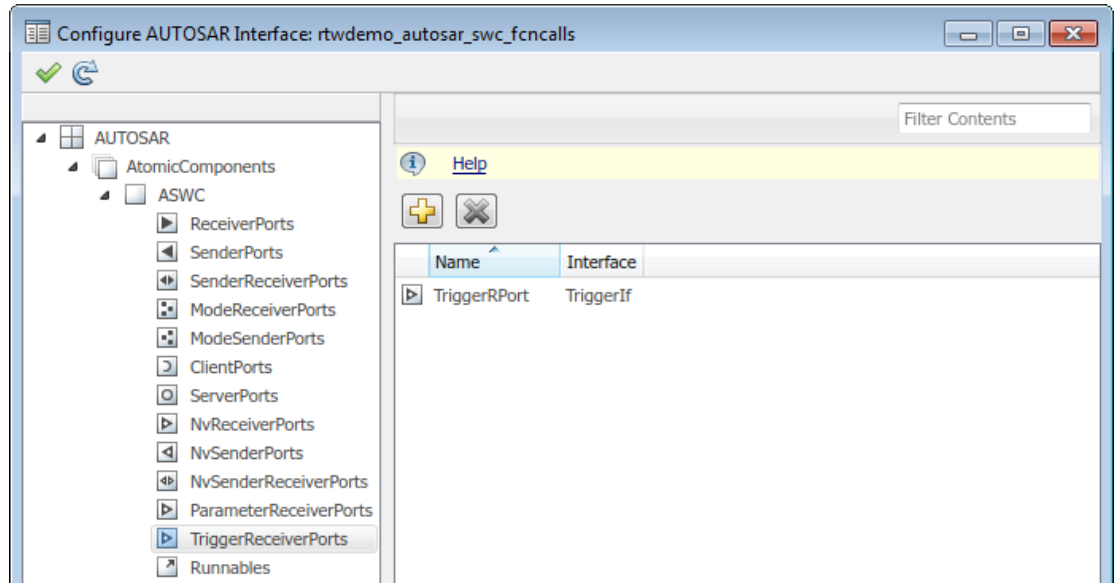 Configure AUTOSAR Interface: rtwdemo_autosar_swc_fcncalls
Filter Contents
AUTOSAR
AtomicComponents
ASWC
ReceiverPorts
SenderPorts
SenderReceiverPorts
ModeReceiverPorts
ModeSenderPorts
ClientPorts
ServerPorts
NvReceiverPorts
NvSenderPorts
NvSenderReceiverPorts
ParameterReceiverPorts
TriggerReceiverPorts
Runnables
Help
Name Interface
TriggerRPort TriggerIf